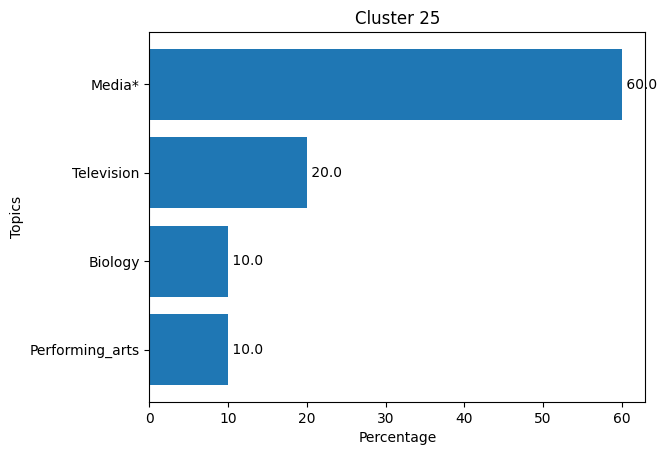 Cluster 25
Media*
60.0
Television
20.0
Biology
10.0
Performing_arts
10.0
Topics
0 10 20 30 40 50 60
Percentage